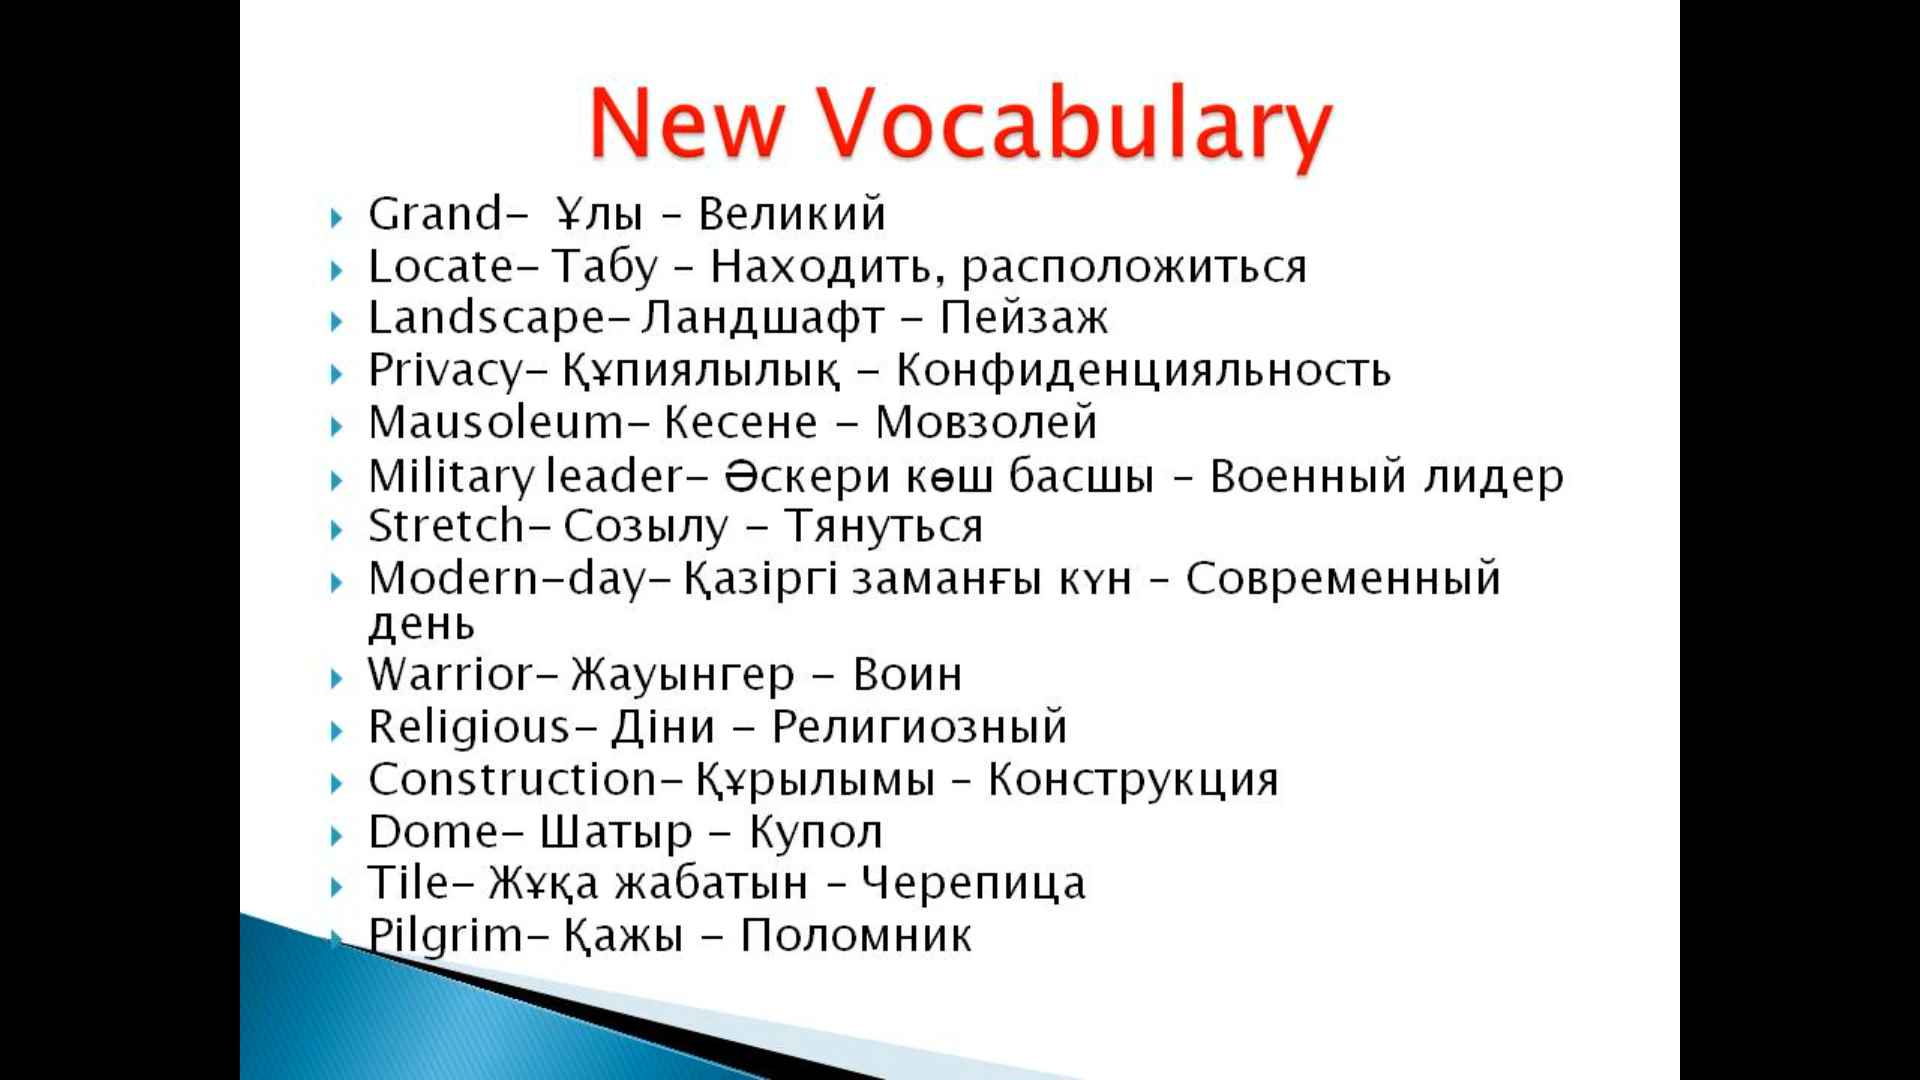 New Vocabulary
Grand- Ұлы – Великий
Locate- Табу – Находить, расположиться
Landscape- Ландшафт – Пейзаж
Privacy- Құпиялылық – Конфиденцияльность
Mausoleum- Кесене – Мовзолей
Military leader- Әскери көш басшы – Военный лидер
Stretch- Созылу – Тянуться
Modern-day- Қазіргі заманғы күн – Современный
день
Warrior- Жауынгер – Воин
Religious- Діни – Религиозный
Construction- Құрылымы – Конструкция
Dome- Шатыр – Купол
Tile- Жұқа жабатын – Черепица
Pilgrim- Қажы – Поломник